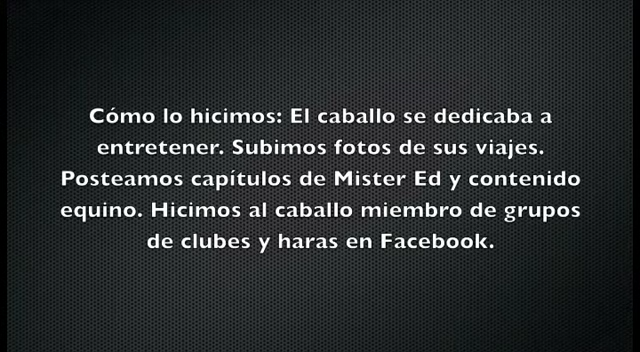 Cómo lo hicimos: El caballo se dedicaba a
entretener. Subimos fotos de sus viajes.
Posteamos capítulos de Mister Ed y contenido
equino. Hicimos al caballo miembro de grupos
de clubes y haras en Facebook.